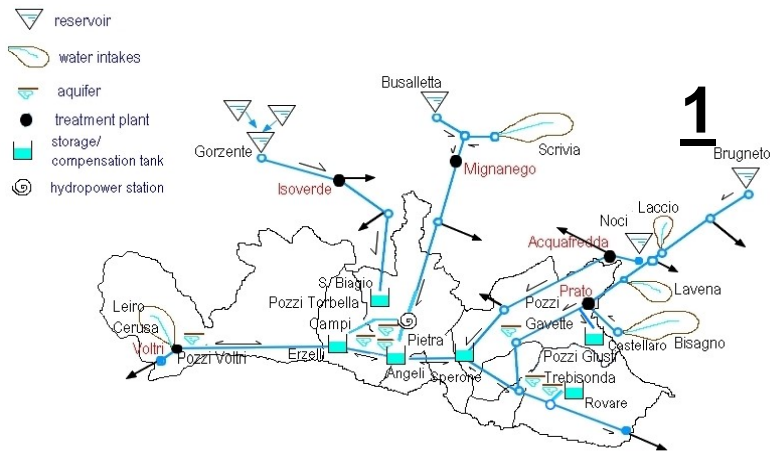 reservoir
water intakes
aquifer
treatment plant
storage/
compensation tank
hydropower station
1
Busalletta
Gorzente
Scrivia
Isoverde
Mignanego
Brugneto
Laccio
Noci
Acquafredda
S/Biagio
Pozzi Torbella
Prato
Lavena
Leiro
Cerusa
Voltri
Pozzi Voltri
Campi
Erzelli
Pietra
Angeli
Sperone
Pozzi
Gavette
Castellaro
Bisagno
Pozzi Giusti
Trebisonda
Rovare